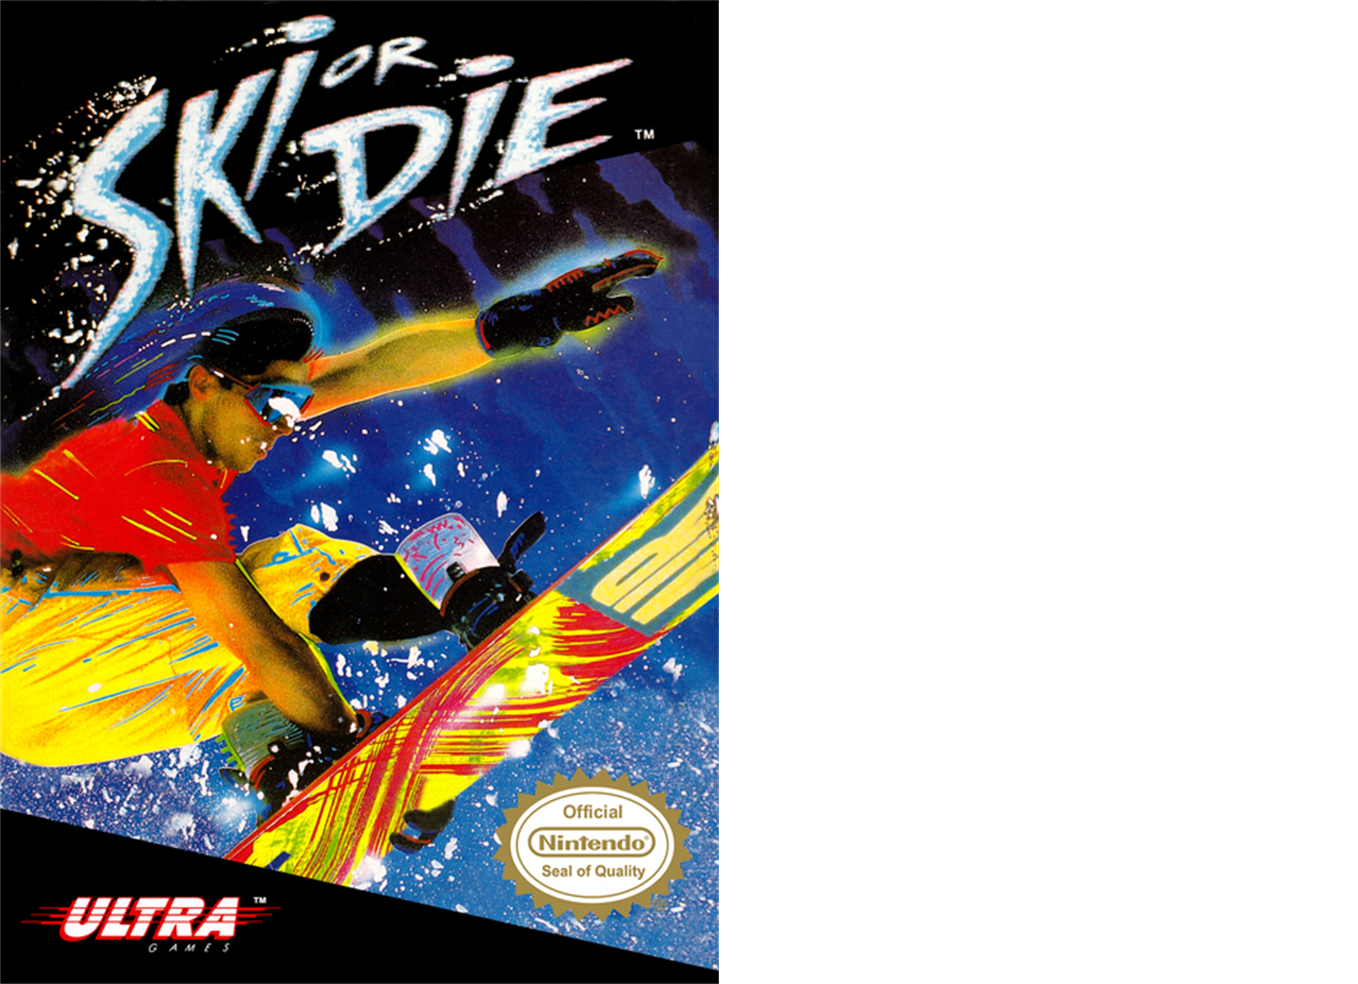 SKI OR
DIE ™
Official
Nintendo®
Seal of Quality
ULTRA ™
GAMES